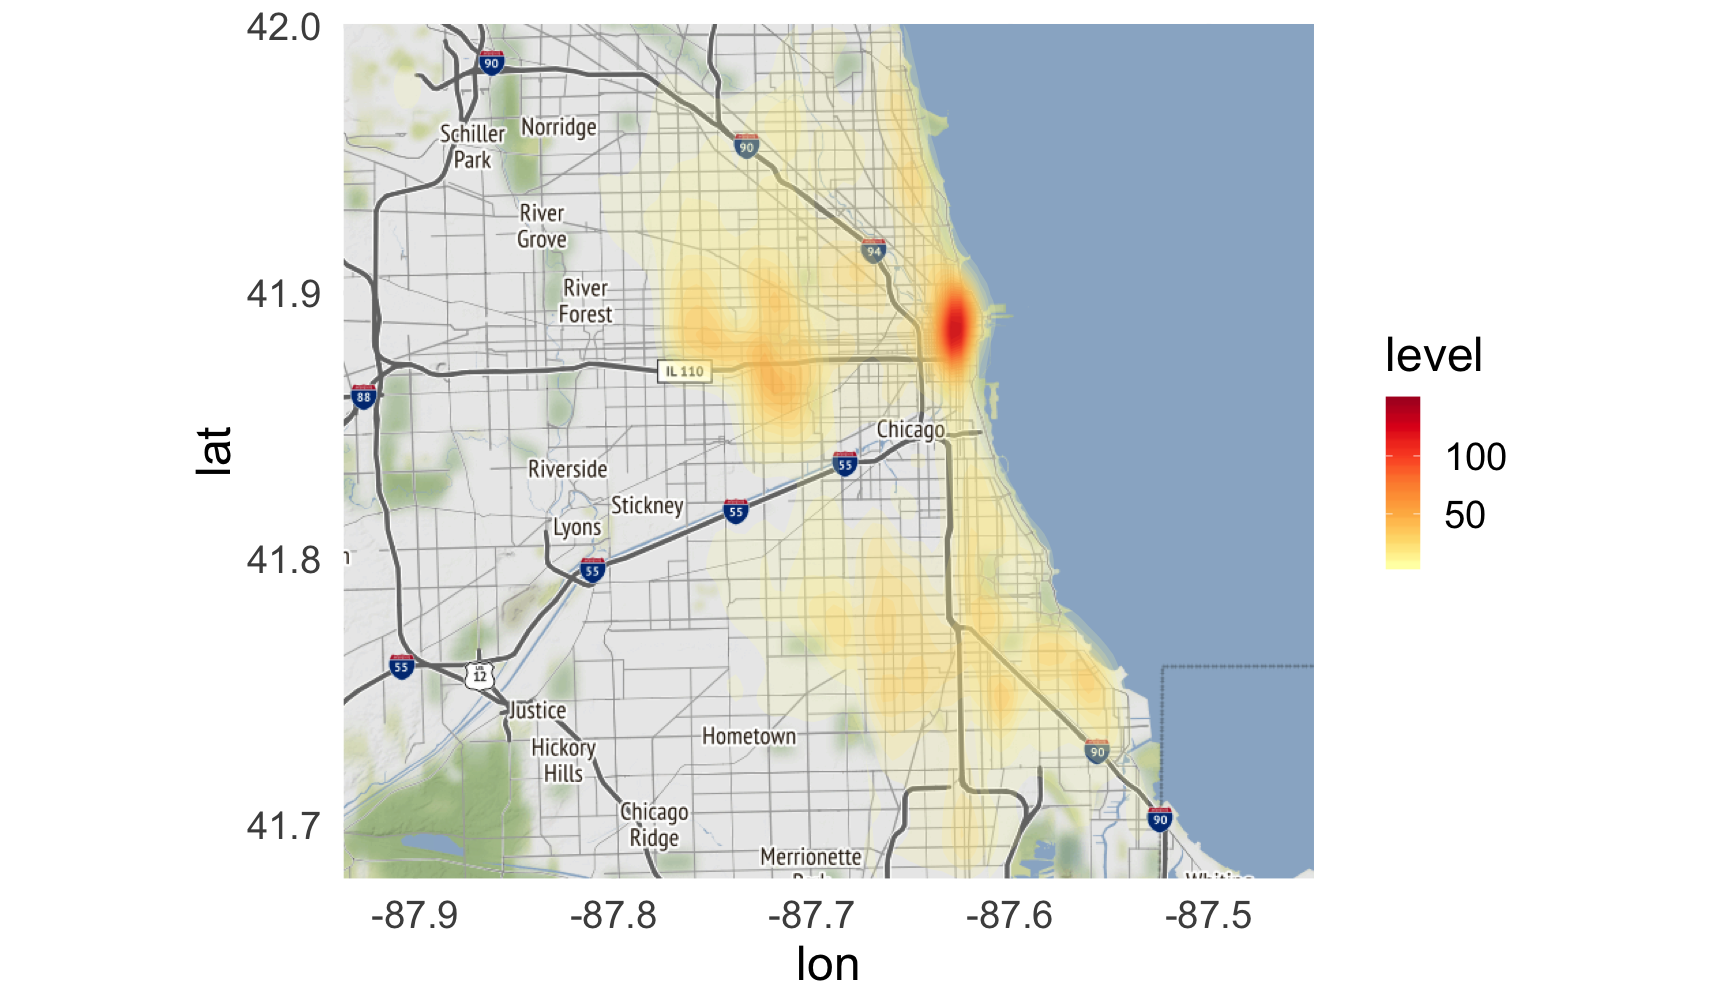 42.0
41.9
41.8
41.7
lat
90
Schiller
Park
Norridge
90
River
Grove
94
River
Forest
IL 110
88
Chicago
Riverside
55
Stickney
55
Lyons
55
55
12
Justice
Hometown
Hickory
Hills
90
Chicago
Ridge
90
Merrionette
-87.9
-87.8
-87.7
-87.6
-87.5
lon
level
100
50